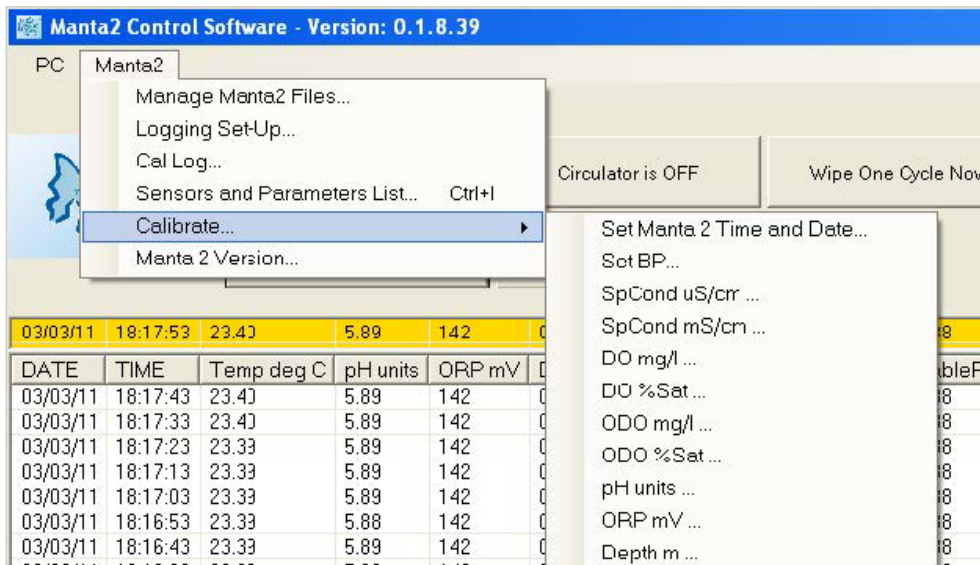 Manta2 Control Software - Version: 0.1.8.39
PC Manta2
Manage Manta2 Files...
Logging Set-Up...
Cal Log...
Sensors and Parameters List... Ctrl+I
Calibrate...
Manta 2 Version...
Circulator is OFF
Wipe One Cycle Now
Set Manta 2 Time and Date...
Set BP...
SpCond uS/cm ...
SpCond mS/cm ...
DO mg/l ...
DO %Sat ...
ODO mg/l ...
ODO %Sat ...
pH units ...
ORP mV ...
Depth m ...
03/03/11 18:17:53 23.40 5.89 142
DATE TIME Temp deg C pH units ORP mV
03/03/11 18:17:43 23.40 5.89 142
03/03/11 18:17:33 23.40 5.89 142
03/03/11 18:17:23 23.39 5.89 142
03/03/11 18:17:13 23.39 5.89 142
03/03/11 18:17:03 23.39 5.89 142
03/03/11 18:16:53 23.39 5.88 142
03/03/11 18:16:43 23.39 5.89 142